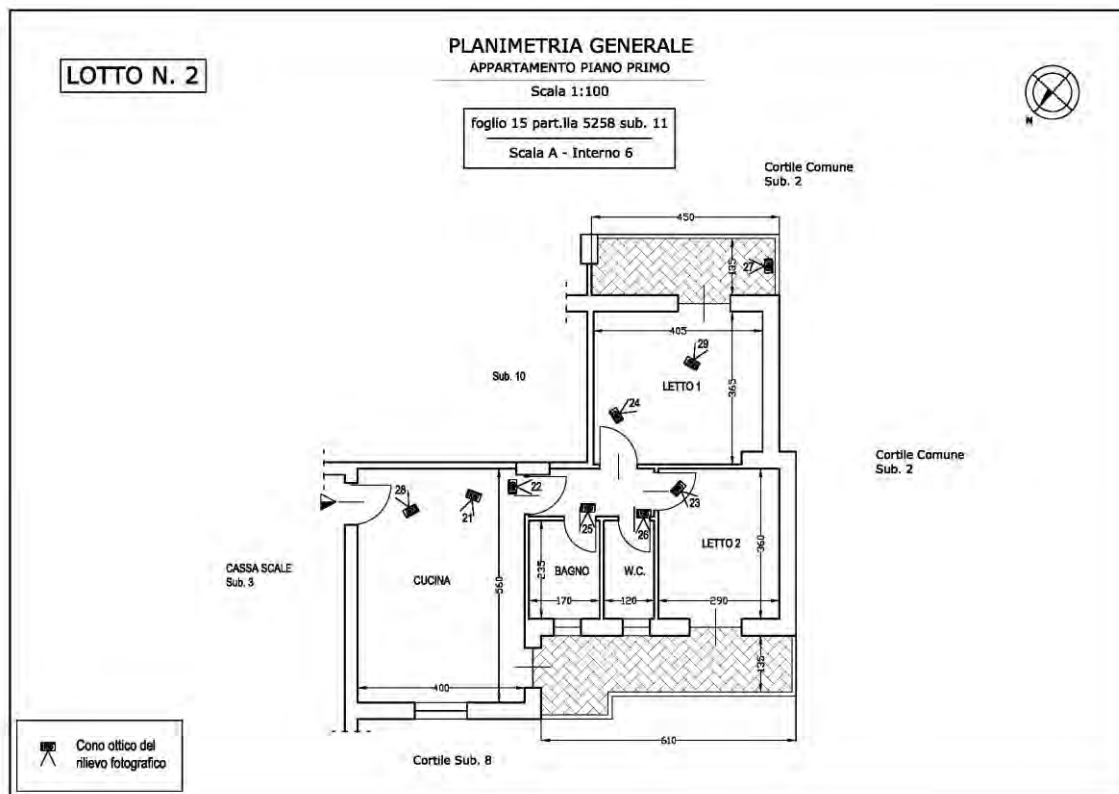 LOTTO N. 2
PLANIMETRIA GENERALE
APPARTAMENTO PIANO PRIMO
Scala 1:100
foglio 15 part.lla 5258 sub. 11
Scala A - Interno 6
N
Cortile Comune
Sub. 2
450
135
27
405
29
Sub. 10
LETTO 1
365
24
Cortile Comune
Sub. 2
28
21
22
23
25
26
LETTO 2
360
CASSA SCALE
Sub. 3
CUCINA
560
235
BAGNO
W.C.
170
120
290
135
400
610
Cono ottico del
rilievo fotografico
Cortile Sub. 8